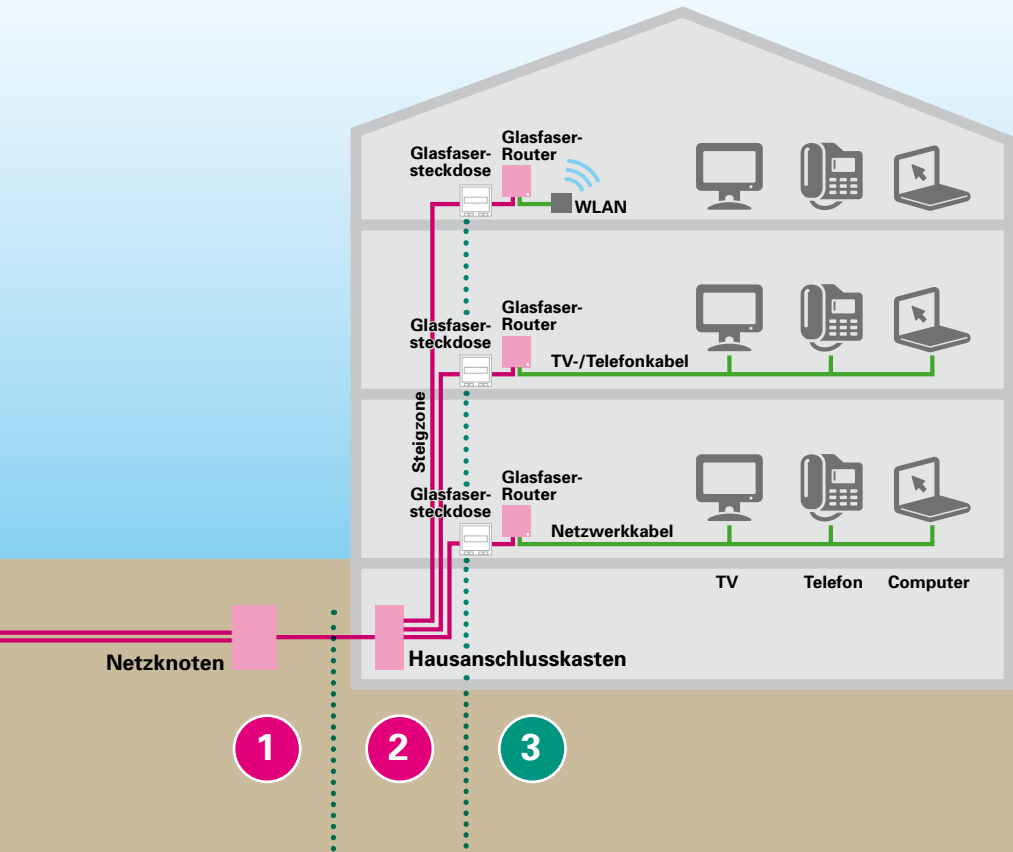 Glasfaser-
Router
Glasfaser-
steckdose
WLAN
Glasfaser-
Router
Glasfaser-
steckdose
TV-/Telefonkabel
Steigzone
Glasfaser-
Router
Glasfaser-
steckdose
Netzwerkkabel
TV
Telefon
Computer
Netzknoten
Hausanschlusskasten
1
2
3